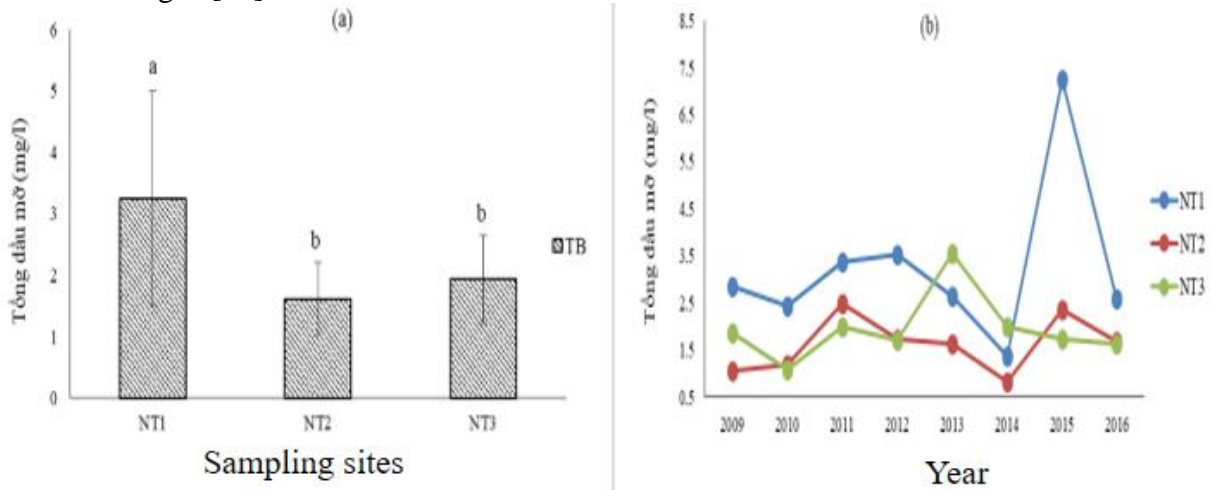 (a)
Tổng dầu mỡ (mg/l)
6
5
4
3
2
1
0
a
b
b
TB
NT1 NT2 NT3
Sampling sites
(b)
Tổng dầu mỡ (mg/l)
8.5
7.5
6.5
5.5
4.5
3.5
2.5
1.5
0.5
NT1
NT2
NT3
2009 2010 2011 2012 2013 2014 2015 2016
Year